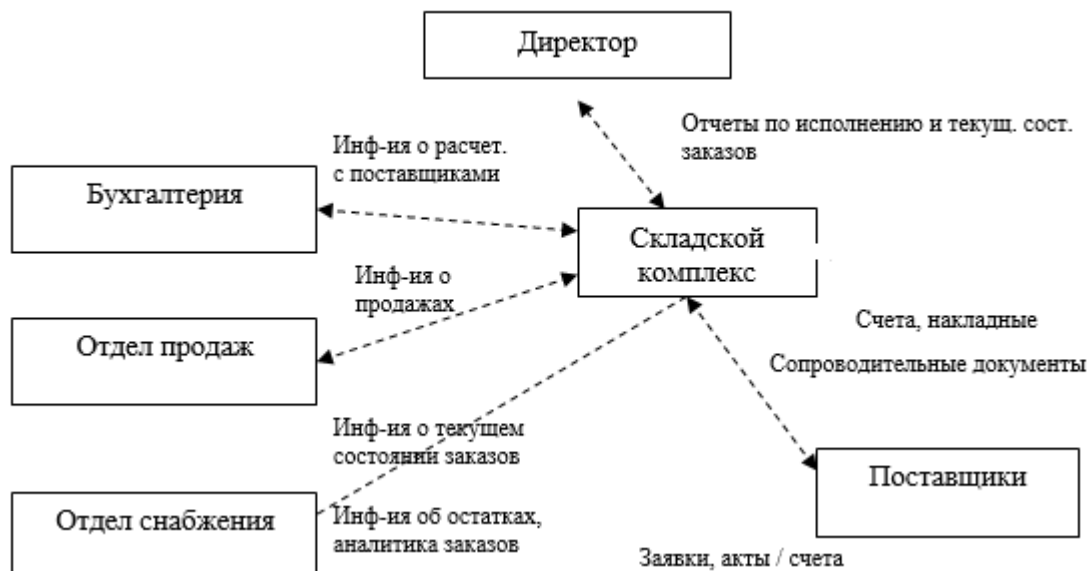 Директор
Отчеты по исполнению и текущ. сост.
заказов
Инф-ия о расчет.
с поставщиками
Бухгалтерия
Складской
комплекс
Инф-ия о
продажах
Отдел продаж
Счета, накладные
Сопроводительные документы
Инф-ия о текущем
состоянии заказов
Поставщики
Отдел снабжения
Инф-ия об остатках,
аналитика заказов
Заявки, акты / счета